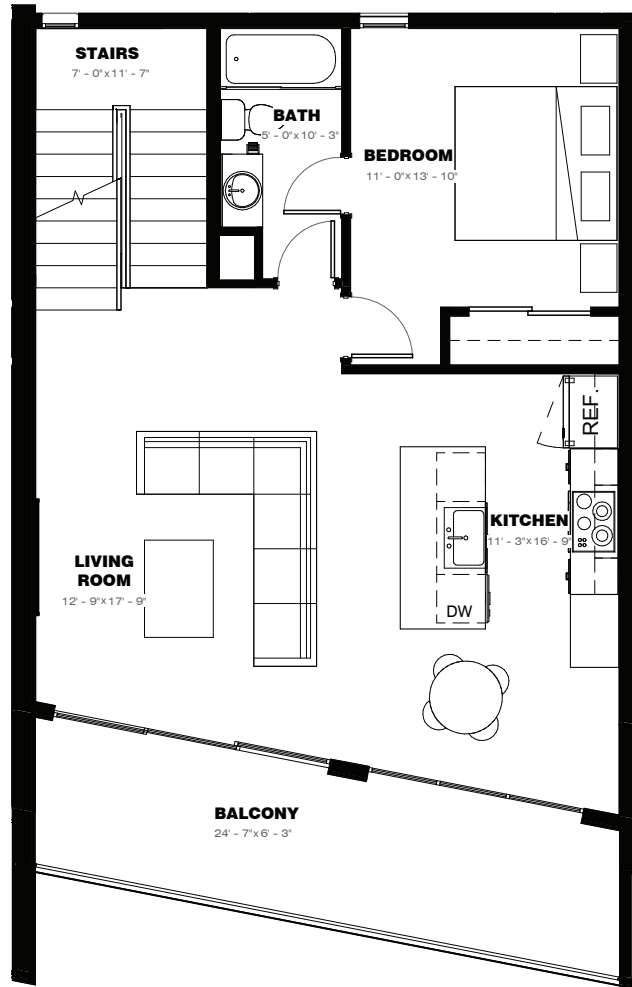 STAIRS
7' - 0"x11' - 7"
BATH
5' - 0"x10' - 3"
BEDROOM
11' - 0"x13' - 10"
REF.
KITCHEN
11' - 3"x16' - 9"
LIVING
ROOM
12' - 9"x17' - 9"
DW
BALCONY
24' - 7"x6' - 3"